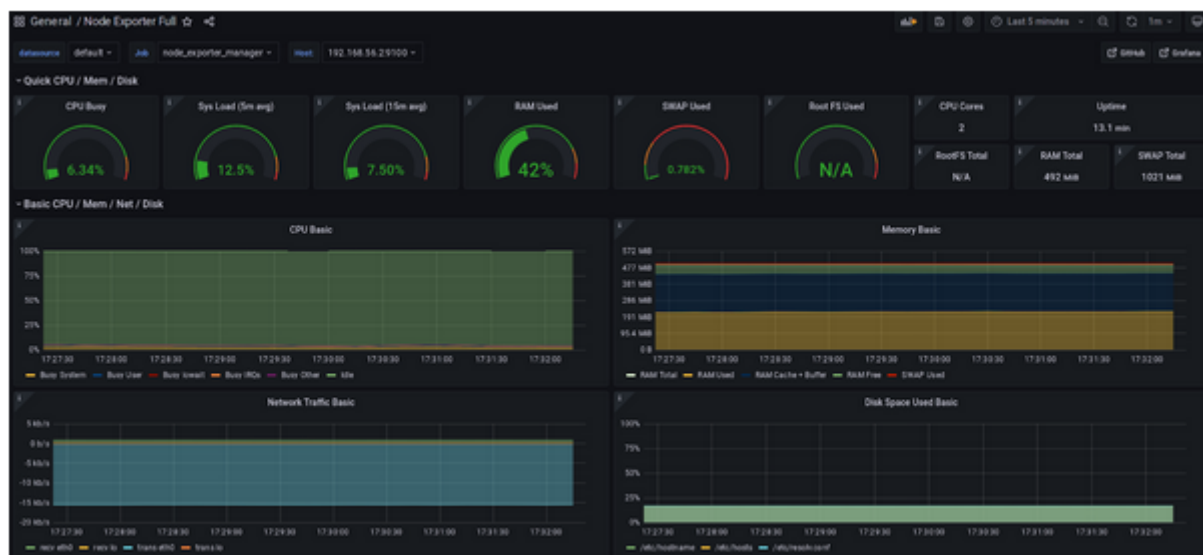 General / Node Exporter Full
Last 5 minutes
1m
datasource default Job node_exporter_manager Host 192.168.56.2:9100
GitHub Grafana
Quick CPU / Mem / Disk
CPU Busy
6.34%
Sys Load (5m avg)
12.5%
Sys Load (15m avg)
7.50%
RAM Used
42%
SWAP Used
0.782%
Root FS Used
N/A
CPU Cores
2
Uptime
13.1 min
RootFS Total
N/A
RAM Total
492 MiB
SWAP Total
1021 MiB
Basic CPU / Mem / Net / Disk
CPU Basic
100%
75%
50%
25%
0%
17:27:30 17:28:00 17:28:30 17:29:00 17:29:30 17:30:00 17:30:30 17:31:00 17:31:30 17:32:00
Busy System Busy User Busy Iowait Busy IRQs Busy Other Idle
Memory Basic
572 MiB
477 MiB
381 MiB
286 MiB
191 MiB
95.4 MiB
0 B
17:27:30 17:28:00 17:28:30 17:29:00 17:29:30 17:30:00 17:30:30 17:31:00 17:31:30 17:32:00
RAM Total RAM Used RAM Cache + Buffer RAM Free SWAP Used
Network Traffic Basic
5 kb/s
0 b/s
-5 kb/s
-10 kb/s
-15 kb/s
-20 kb/s
17:27:30 17:28:00 17:28:30 17:29:00 17:29:30 17:30:00 17:30:30 17:31:00 17:31:30 17:32:00
recv eth0 recv lo trans eth0 trans lo
Disk Space Used Basic
100%
75%
50%
25%
0%
17:27:30 17:28:00 17:28:30 17:29:00 17:29:30 17:30:00 17:30:30 17:31:00 17:31:30 17:32:00
/etc/hostname /etc/hosts /etc/resolv.conf